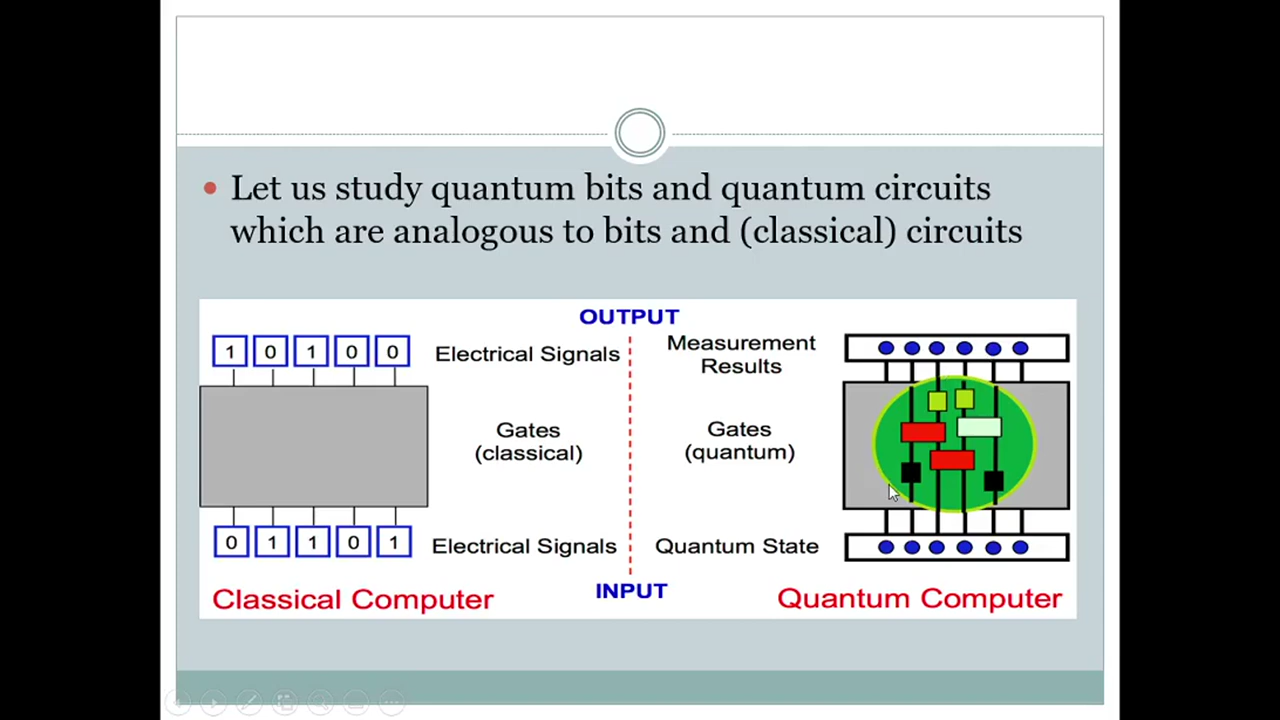 • Let us study quantum bits and quantum circuits
which are analogous to bits and (classical) circuits
OUTPUT
1 0 1 0 0
Electrical Signals
Measurement
Results
Gates
(classical)
Gates
(quantum)
0 1 1 0 1
Electrical Signals
Quantum State
INPUT
Classical Computer
Quantum Computer